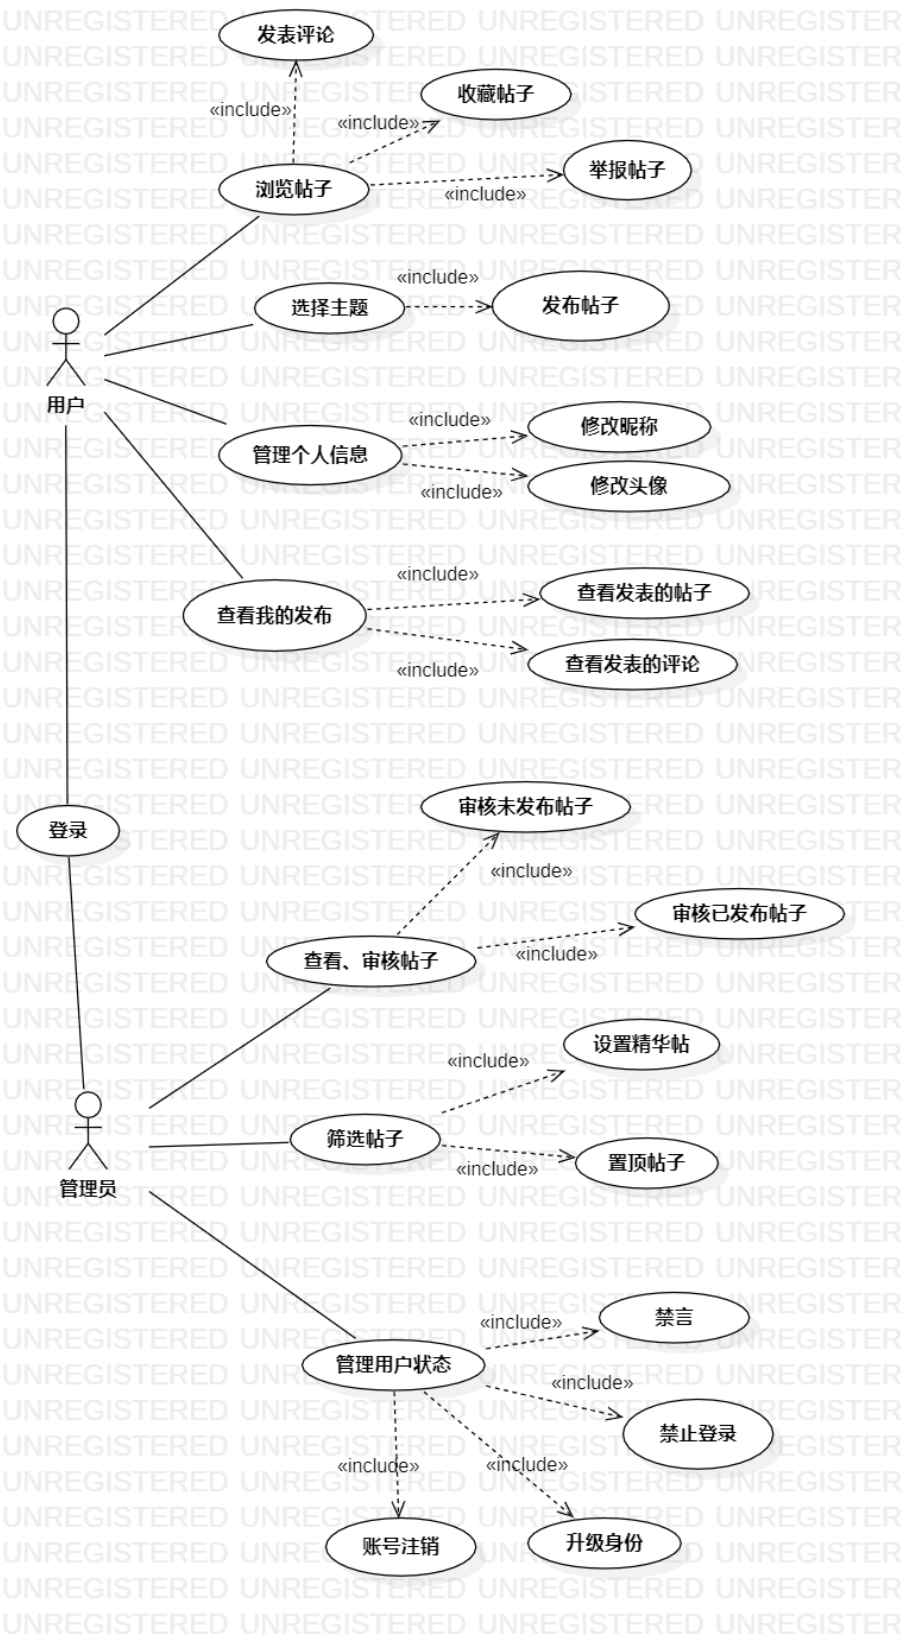 发表评论
«include»
收藏帖子
«include»
举报帖子
«include»
浏览帖子
选择主题
«include»
发布帖子
用户
管理个人信息
«include»
修改昵称
«include»
修改头像
查看我的发布
«include»
查看发表的帖子
«include»
查看发表的评论
登录
审核未发布帖子
«include»
审核已发布帖子
«include»
查看、审核帖子
设置精华帖
«include»
筛选帖子
«include»
置顶帖子
管理员
«include»
禁言
管理用户状态
«include»
禁止登录
«include»
«include»
账号注销
升级身份
UNREGISTERED